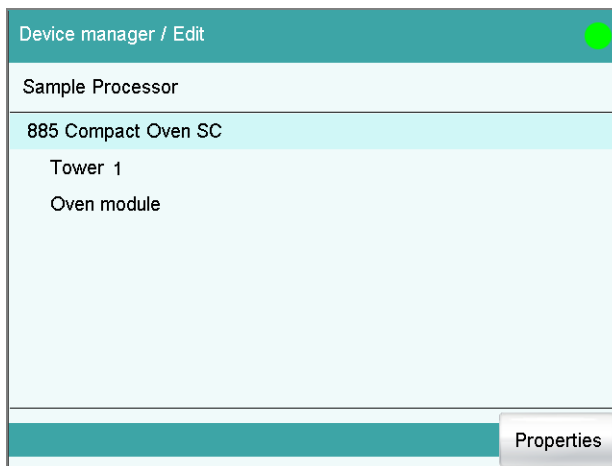 Device manager / Edit
Sample Processor
885 Compact Oven SC
Tower 1
Oven module
Properties